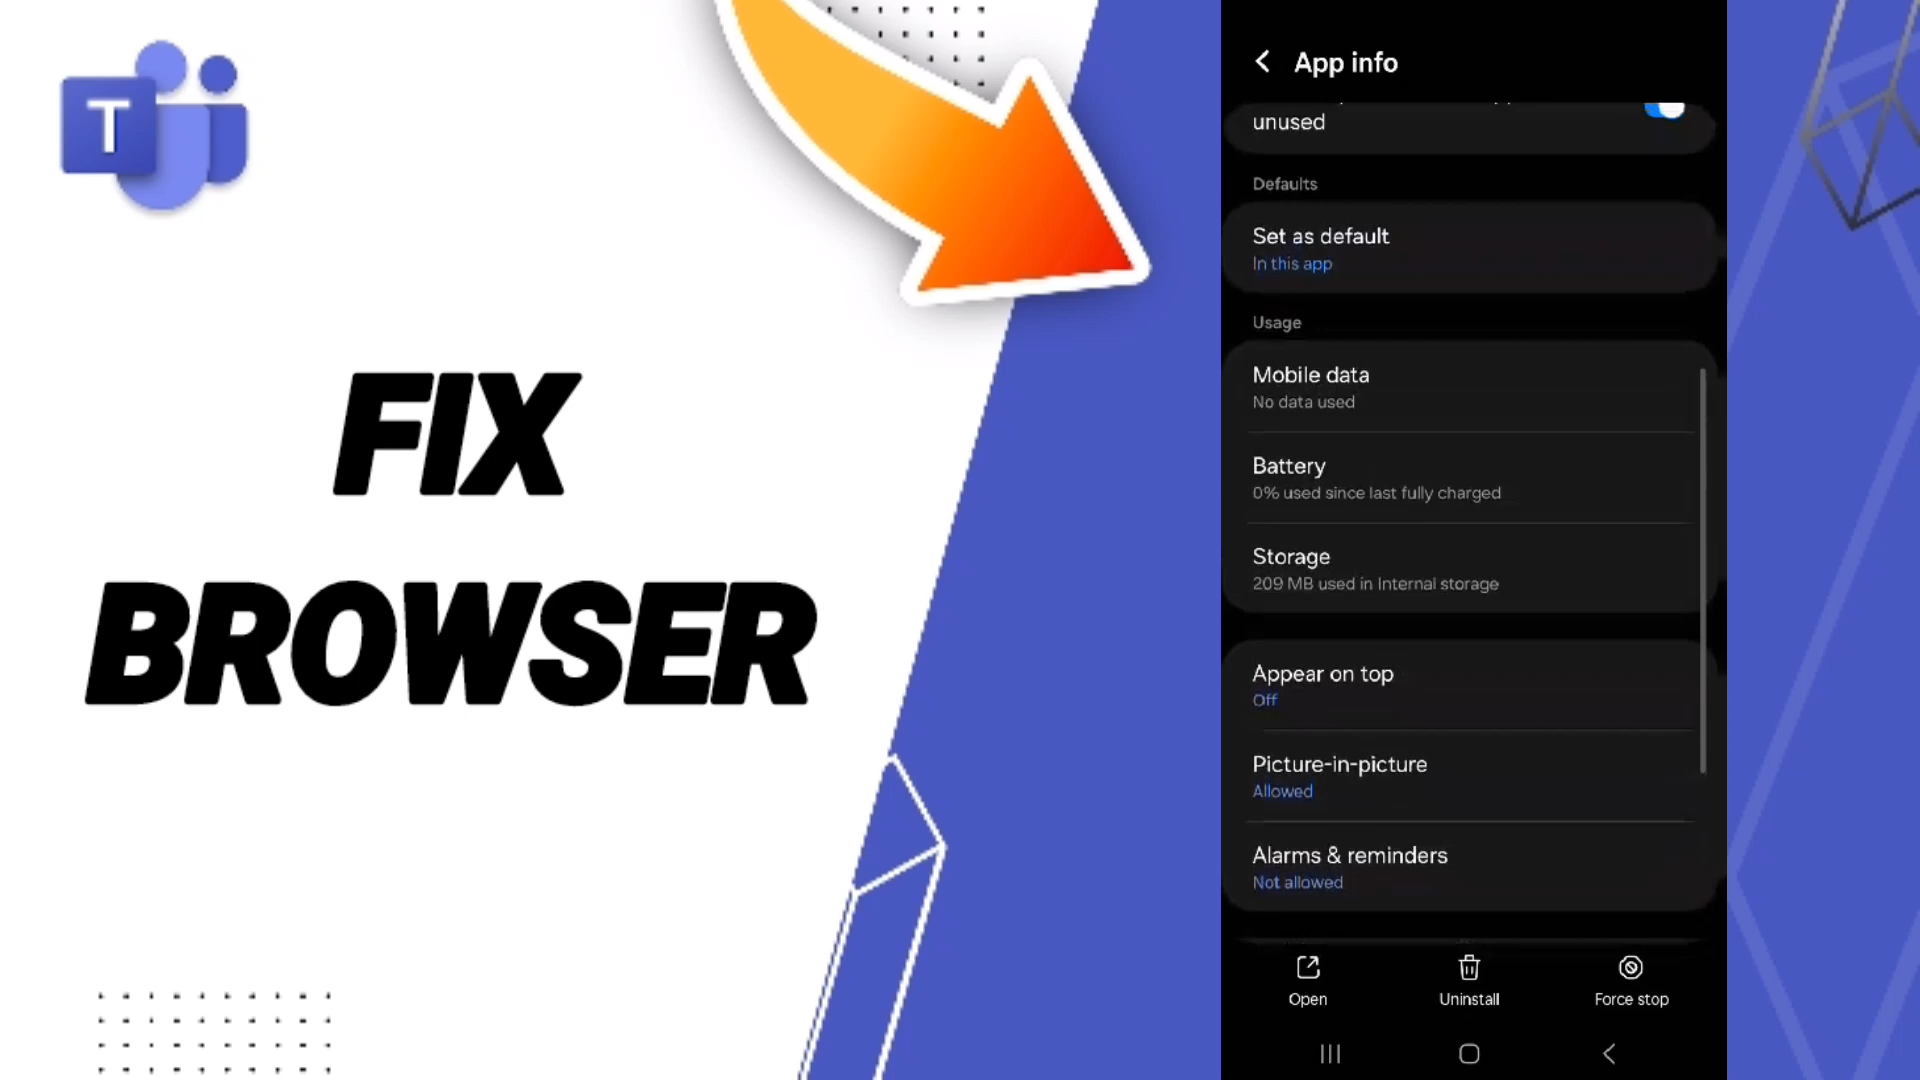 T
FIX
BROWSER
App info
unused
Defaults
Set as default
In this app
Usage
Mobile data
No data used
Battery
0% used since last fully charged
Storage
209 MB used in Internal storage
Appear on top
Off
Picture-in-picture
Allowed
Alarms & reminders
Not allowed
Open
Uninstall
Force stop